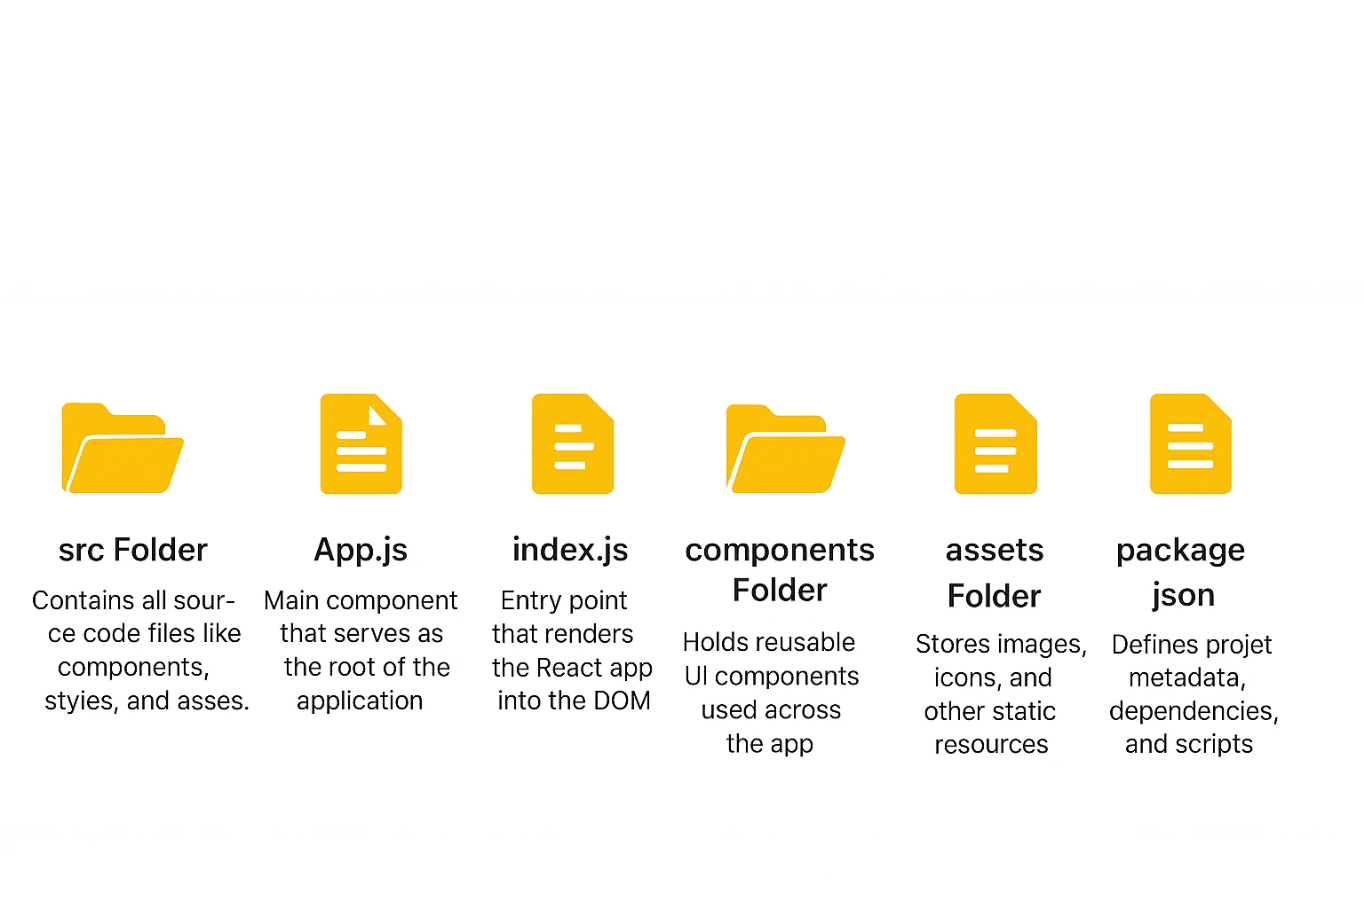 src Folder
Contains all sour-
ce code files like
components,
styies, and asses.
App.js
Main component
that serves as
the root of the
application
index.js
Entry point
that renders
the React app
into the DOM
components
Folder
Holds reusable
UI components
used across
the app
assets
Folder
Stores images,
icons, and
other static
resources
package
json
Defines projet
metadata,
dependencies,
and scripts